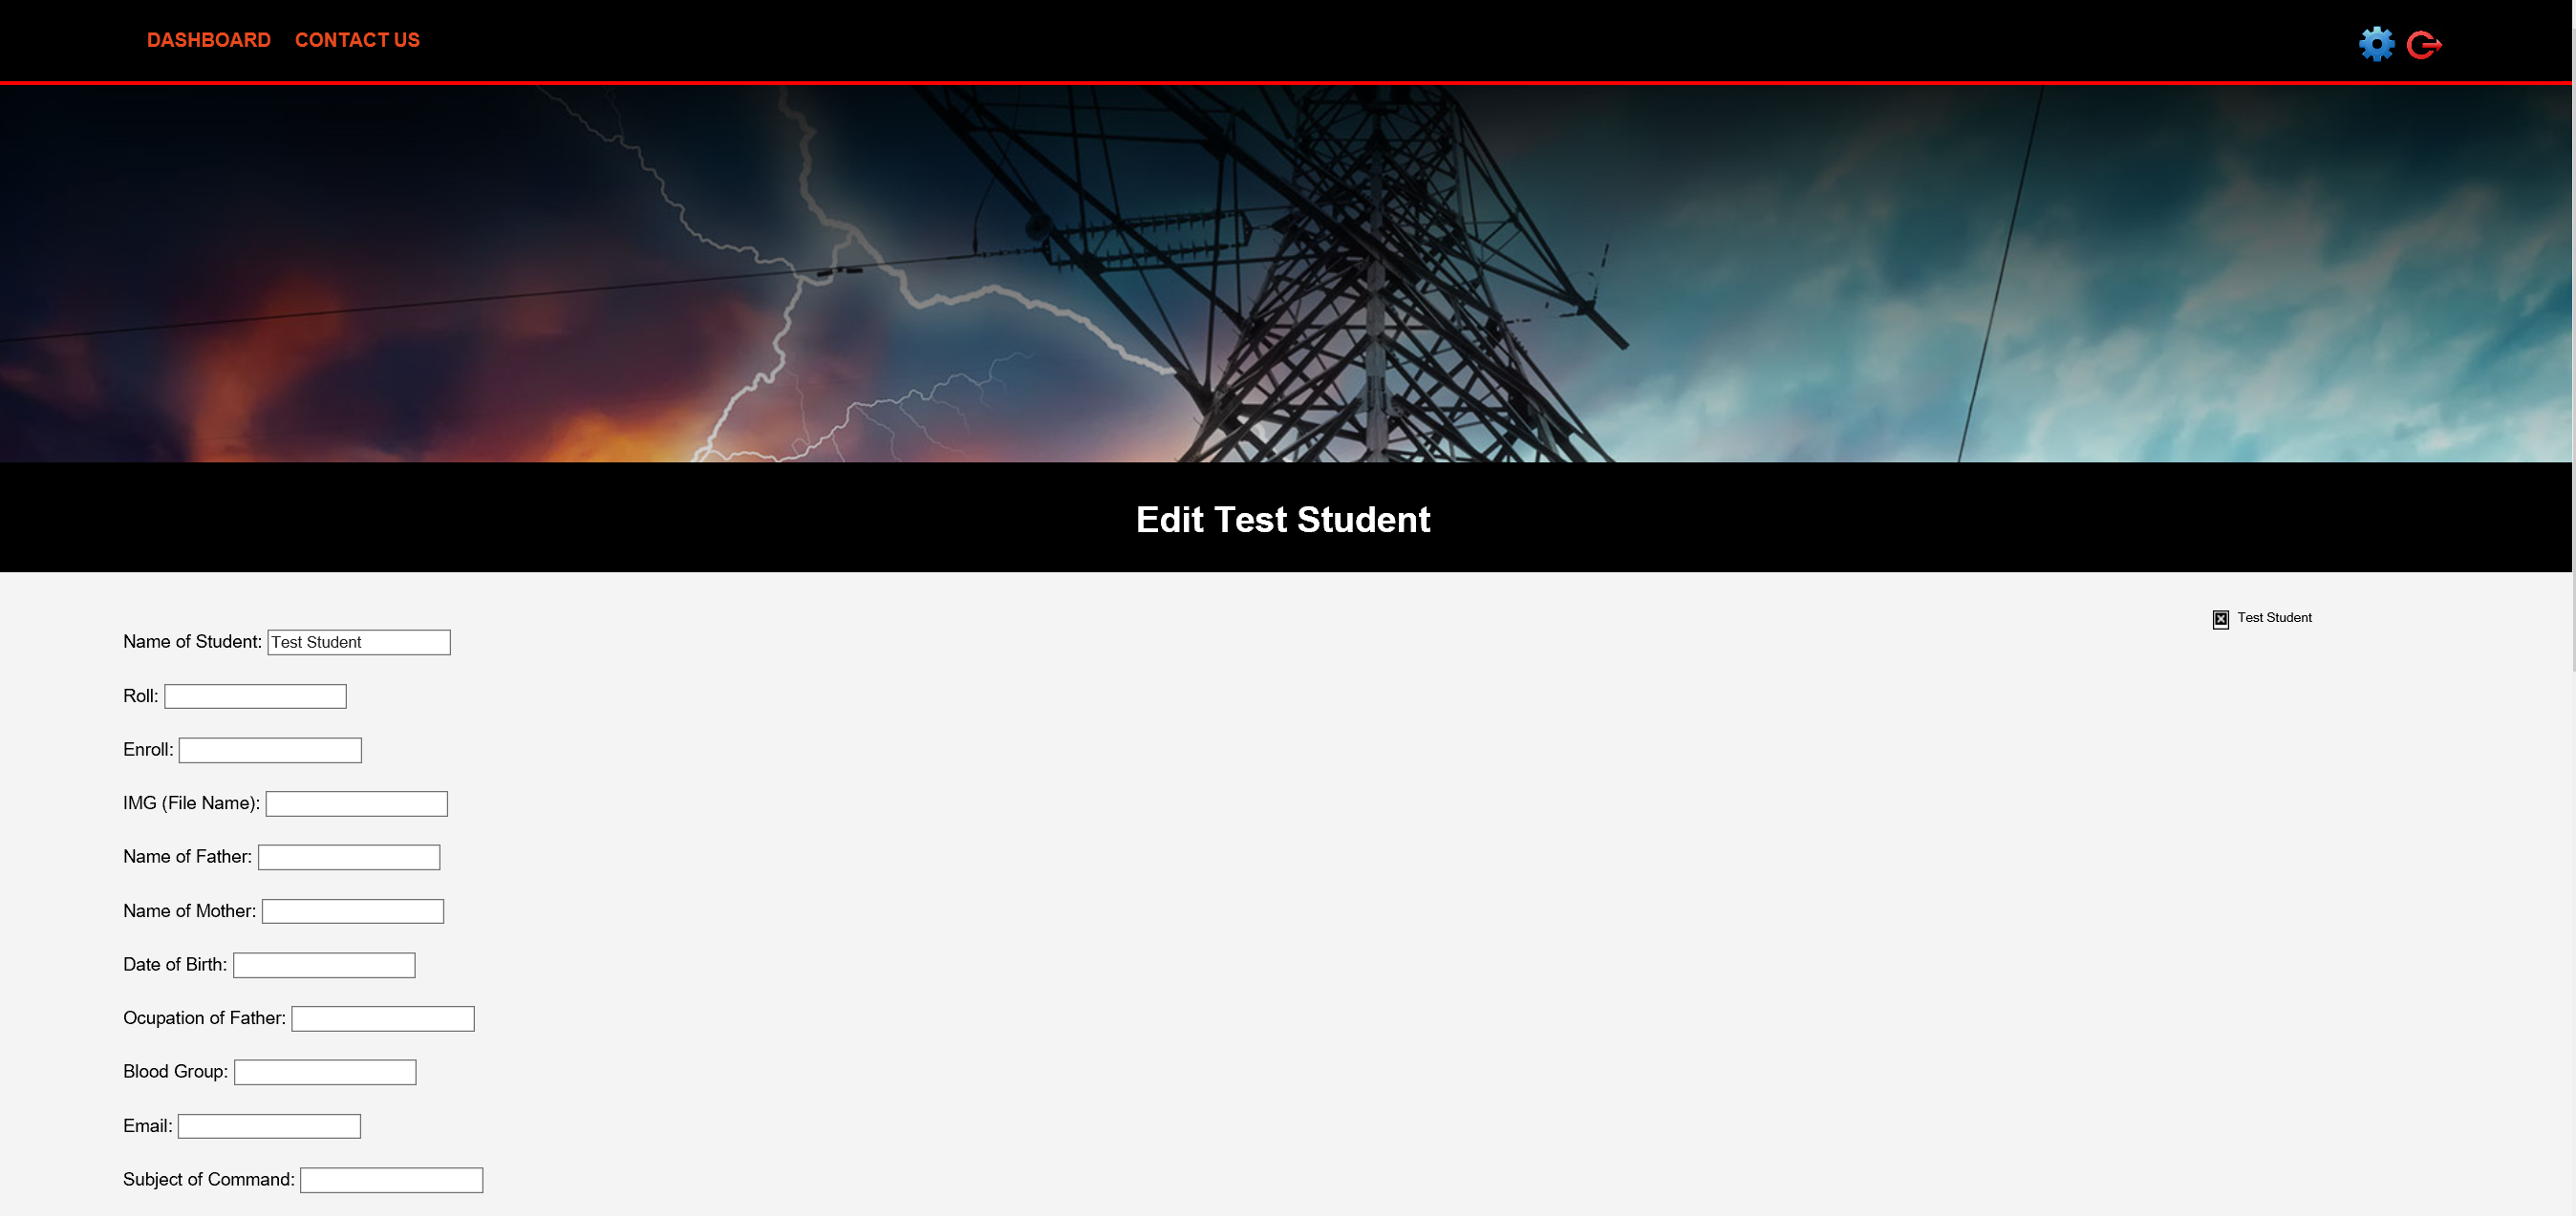 DASHBOARD CONTACT US
Edit Test Student
Test Student
Name of Student: Test Student
Roll:
Enroll:
IMG (File Name):
Name of Father:
Name of Mother:
Date of Birth:
Ocupation of Father:
Blood Group:
Email:
Subject of Command: